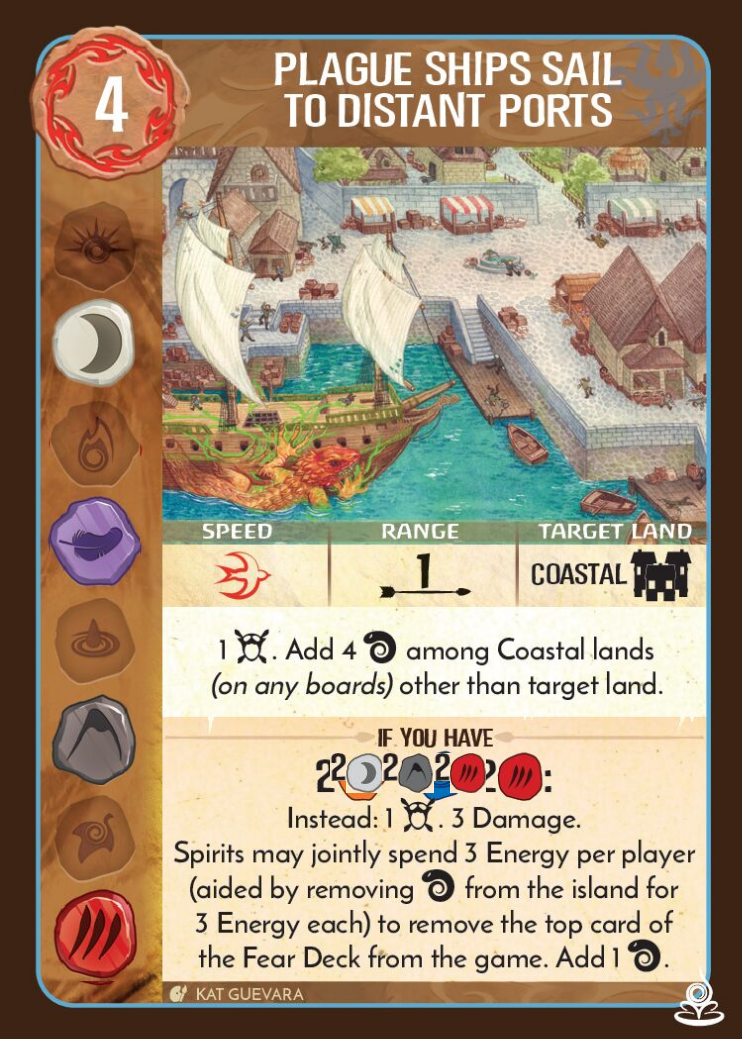 4
PLAGUE SHIPS SAIL
TO DISTANT PORTS
SPEED RANGE TARGET LAND
1 COASTAL
1 . Add 4 among Coastal lands
(on any boards) other than target land.
IF YOU HAVE
2 2 2 2 2 :
Instead: 1 . 3 Damage.
Spirits may jointly spend 3 Energy per player
(aided by removing from the island for
3 Energy each) to remove the top card of
the Fear Deck from the game. Add 1 .
KAT GUEVARA